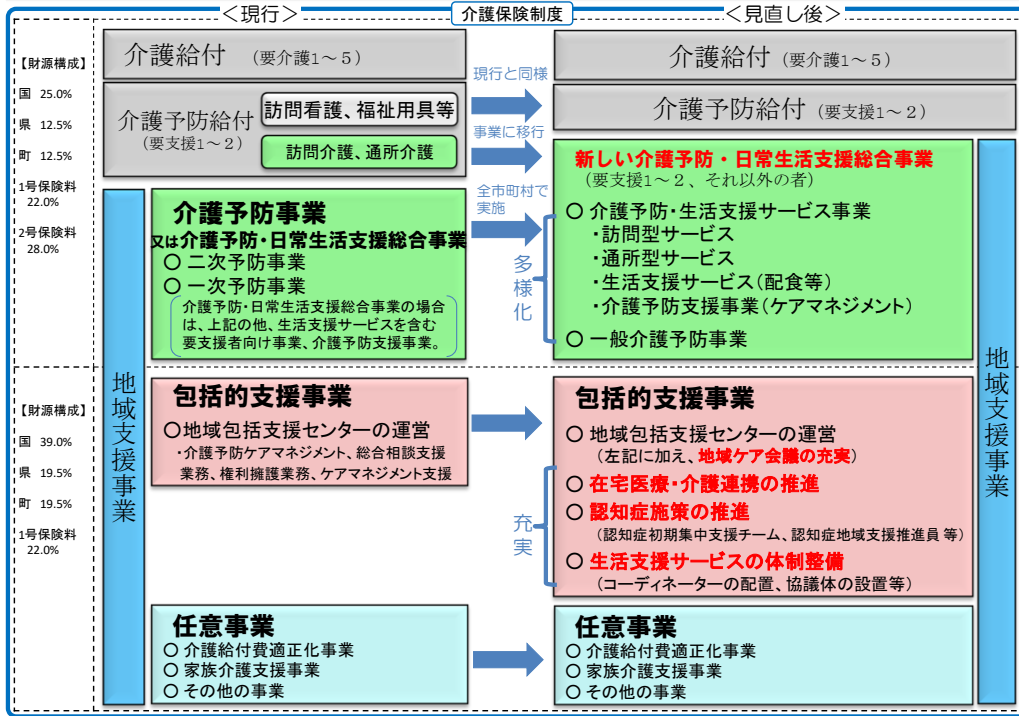 介護保険制度
＜現行＞
＜見直し後＞
【財源構成】
国 25.0%
県 12.5%
町 12.5%
1号保険料
22.0%
2号保険料
28.0%
介護給付 （要介護1～5）
介護予防給付
（要支援1～2）
訪問看護、福祉用具等
訪問介護、通所介護
現行と同様
事業に移行
全市町村で
実施
介護給付（要介護1～5）
介護予防給付（要支援1～2）
地域支援事業
介護予防事業
又は介護予防・日常生活支援総合事業
〇 二次予防事業
〇 一次予防事業
介護予防・日常生活支援総合事業の場合
は、上記の他、生活支援サービスを含む
要支援者向け事業、介護予防支援事業。
多様化
新しい介護予防・日常生活支援総合事業
（要支援1～2、それ以外の者）
〇 介護予防・生活支援サービス事業
・訪問型サービス
・通所型サービス
・生活支援サービス（配食等）
・介護予防支援事業（ケアマネジメント）
〇 一般介護予防事業
地域支援事業
【財源構成】
国 39.0%
県 19.5%
町 19.5%
1号保険料
22.0%
包括的支援事業
〇地域包括支援センターの運営
・介護予防ケアマネジメント、総合相談支援
業務、権利擁護業務、ケアマネジメント支援
充実
包括的支援事業
〇 地域包括支援センターの運営
（左記に加え、地域ケア会議の充実）
〇 在宅医療・介護連携の推進
〇 認知症施策の推進
（認知症初期集中支援チーム、認知症地域支援推進員 等）
〇 生活支援サービスの体制整備
（コーディネーターの配置、協議体の設置等）
任意事業
〇 介護給付費適正化事業
〇 家族介護支援事業
〇 その他の事業
任意事業
〇 介護給付費適正化事業
〇 家族介護支援事業
〇 その他の事業